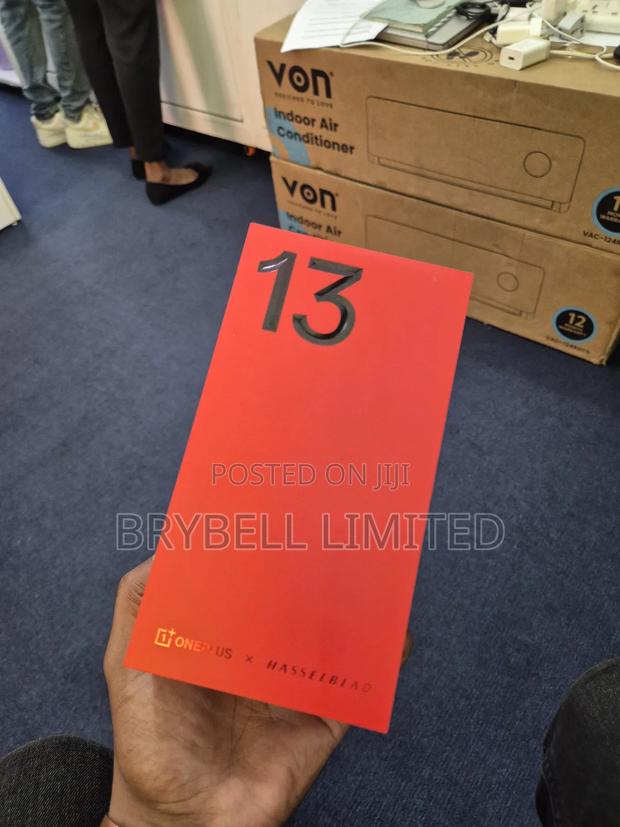 VON
DESIGNED TO LOVE
Indoor Air
Conditioner
VON
Indoor Air
12
13
POSTED ON JIJI
BRYBELL LIMITED
ONEPLUS × HASSELBLAD